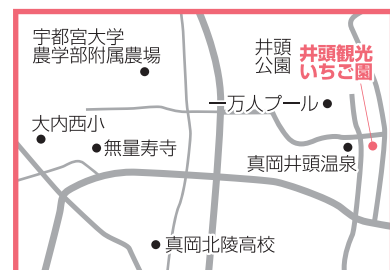 宇都宮大学
農学部附属農場
井頭
公園
井頭観光
いちご園
一万人プール
大内西小
無量寿寺
真岡井頭温泉
真岡北陵高校